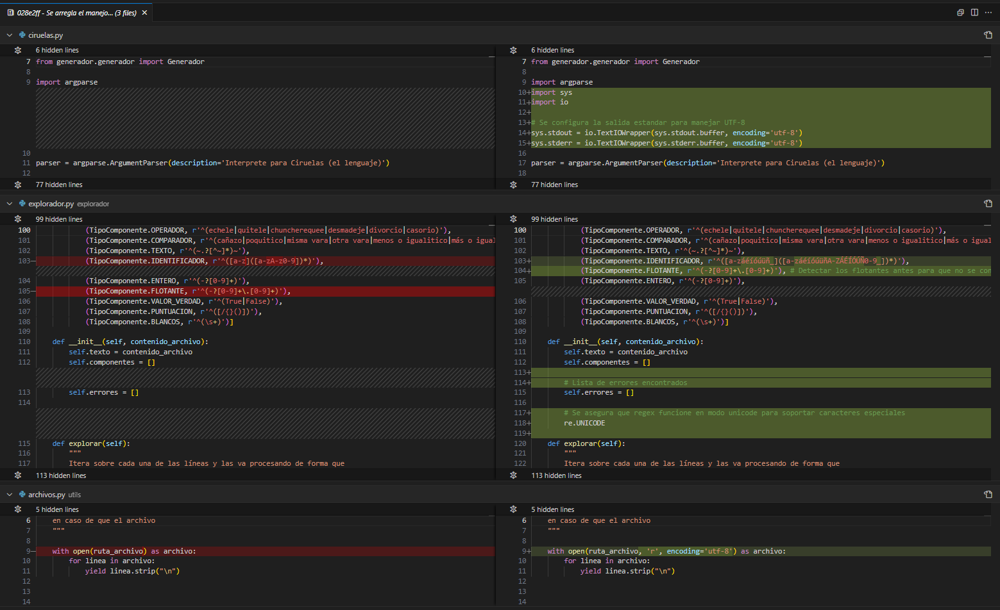 028e2ff - Se arregla el manejo... (3 files)
ciruelas.py
6 hidden lines
7 from generador.generador import Generador
8
9 import argparse
10
11 parser = argparse.ArgumentParser(description='Interprete para Ciruelas (el lenguaje)')
12
77 hidden lines
6 hidden lines
7 from generador.generador import Generador
8
9 import argparse
10+ import sys
11+ import io
12+
13+ # Se configura la salida estandar para manejar UTF-8
14+ sys.stdout = io.TextIOWrapper(sys.stdout.buffer, encoding='utf-8')
15+ sys.stderr = io.TextIOWrapper(sys.stderr.buffer, encoding='utf-8')
16
17 parser = argparse.ArgumentParser(description='Interprete para Ciruelas (el lenguaje)')
18
77 hidden lines
explorador.py explorador
99 hidden lines
100 (TipoComponente.OPERADOR, r'^(echele|quitele|chuncherequee|desmadeje|divorcio|casorio)'),
101 (TipoComponente.COMPARADOR, r'^(cañazo|poquitico|misma vara|otra vara|menos o igualitico|más o igual
102 (TipoComponente.TEXTO, r'^(~.?[^~]*)~'),
103- (TipoComponente.IDENTIFICADOR, r'^([a-z]([a-zA-z0-9])*)'),
104 (TipoComponente.ENTERO, r'^(-?[0-9]+)'),
105- (TipoComponente.FLOTANTE, r'^(-?[0-9]+\.[0-9]+)'),
106 (TipoComponente.VALOR_VERDAD, r'^(True|False)'),
107 (TipoComponente.PUNTUACION, r'^([/{}()])'),
108 (TipoComponente.BLANCOS, r'^(\s+)')]
109
110 def __init__(self, contenido_archivo):
111 self.texto = contenido_archivo
112 self.componentes = []
113 self.errores = []
114
115 def explorar(self):
116 """
117 Itera sobre cada una de las líneas y las va procesando de forma que
113 hidden lines
99 hidden lines
100 (TipoComponente.OPERADOR, r'^(echele|quitele|chuncherequee|desmadeje|divorcio|casorio)'),
101 (TipoComponente.COMPARADOR, r'^(cañazo|poquitico|misma vara|otra vara|menos o igualitico|más o igual
102 (TipoComponente.TEXTO, r'^(~.?[^~]*)~'),
103+ (TipoComponente.IDENTIFICADOR, r'^([a-záéíóúüñ_]([a-záéíóúüñA-ZÁÉÍÓÚÑ0-9_])*)'),
104+ (TipoComponente.FLOTANTE, r'^(-?[0-9]+\.[0-9]+)'), # Detectar los flotantes antes para que no se con
105 (TipoComponente.ENTERO, r'^(-?[0-9]+)'),
106 (TipoComponente.VALOR_VERDAD, r'^(True|False)'),
107 (TipoComponente.PUNTUACION, r'^([/{}()])'),
108 (TipoComponente.BLANCOS, r'^(\s+)')]
109
110 def __init__(self, contenido_archivo):
111 self.texto = contenido_archivo
112 self.componentes = []
113+
114+ # Lista de errores encontrados
115 self.errores = []
116
117+ # Se asegura que regex funcione en modo unicode para soportar caracteres especiales
118+ re.UNICODE
119+
120 def explorar(self):
121 """
122 Itera sobre cada una de las líneas y las va procesando de forma que
113 hidden lines
archivos.py utils
5 hidden lines
6 en caso de que el archivo
7 """
8
9- with open(ruta_archivo) as archivo:
10 for linea in archivo:
11 yield linea.strip("\n")
12
13
14
5 hidden lines
6 en caso de que el archivo
7 """
8
9+ with open(ruta_archivo, 'r', encoding='utf-8') as archivo:
10 for linea in archivo:
11 yield linea.strip("\n")
12
13
14